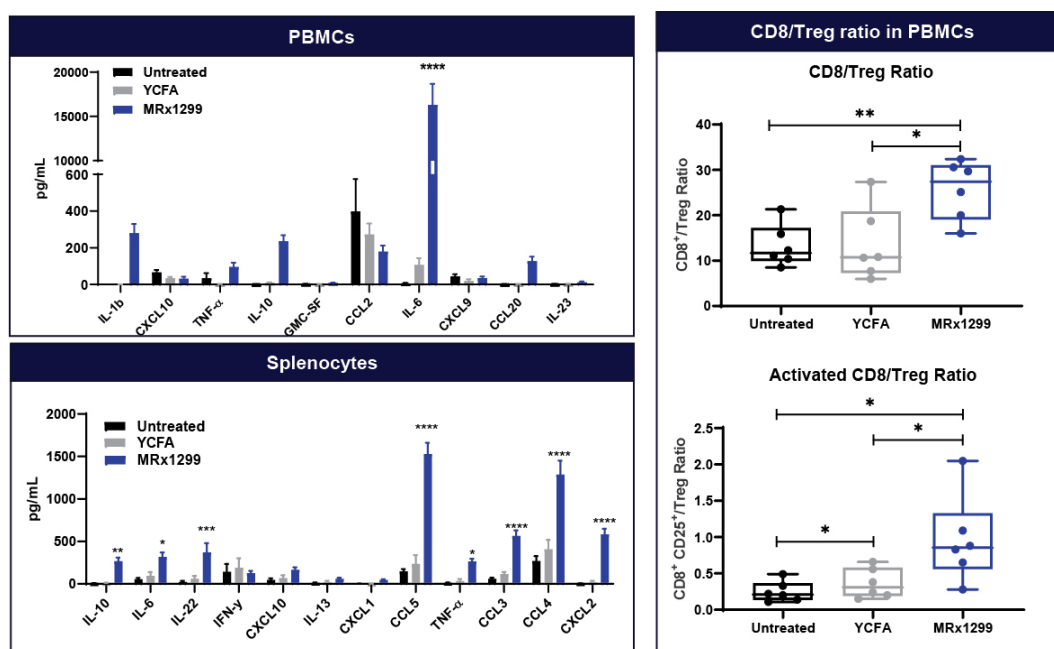 PBMCs
20000
15000
10000
600
400
200
0
pg/mL
Untreated
YCFA
MRx1299
****
IL-1b
CXCL10
TNF-α
IL-10
GMC-SF
CCL2
IL-6
CXCL9
CCL20
IL-23
Splenocytes
2000
1500
1000
500
0
pg/mL
Untreated
YCFA
MRx1299
**
*
***
****
*
****
****
****
IL-10
IL-6
IL-22
IFN-y
CXCL10
IL-13
CXCL1
CCL5
TNF-α
CCL3
CCL4
CXCL2
CD8/Treg ratio in PBMCs
CD8/Treg Ratio
**
*
40
30
20
10
0
CD8+/Treg Ratio
Untreated
YCFA
MRx1299
Activated CD8/Treg Ratio
*
*
*
2.5
2.0
1.5
1.0
0.5
0.0
CD8+ CD25+/Treg Ratio
Untreated
YCFA
MRx1299